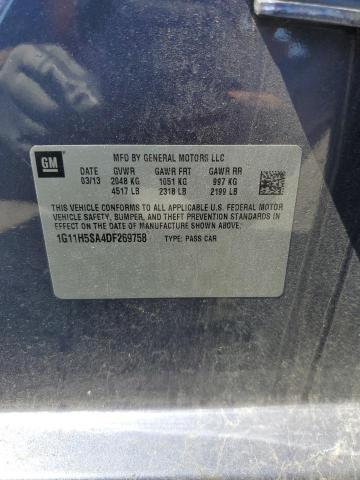 GM
MFD BY GENERAL MOTORS LLC
DATE GVWR GAWR FRT GAWR RR
03/13 2048 KG 1051 KG 997 KG
4517 LB 2318 LB 2199 LB
THIS VEHICLE CONFORMS TO ALL APPLICABLE U.S. FEDERAL MOTOR
VEHICLE SAFETY, BUMPER, AND THEFT PREVENTION STANDARDS
IN EFFECT ON THE DATE OF MANUFACTURE SHOWN ABOVE.
1G11H5SA4DF269758 TYPE: PASS CAR